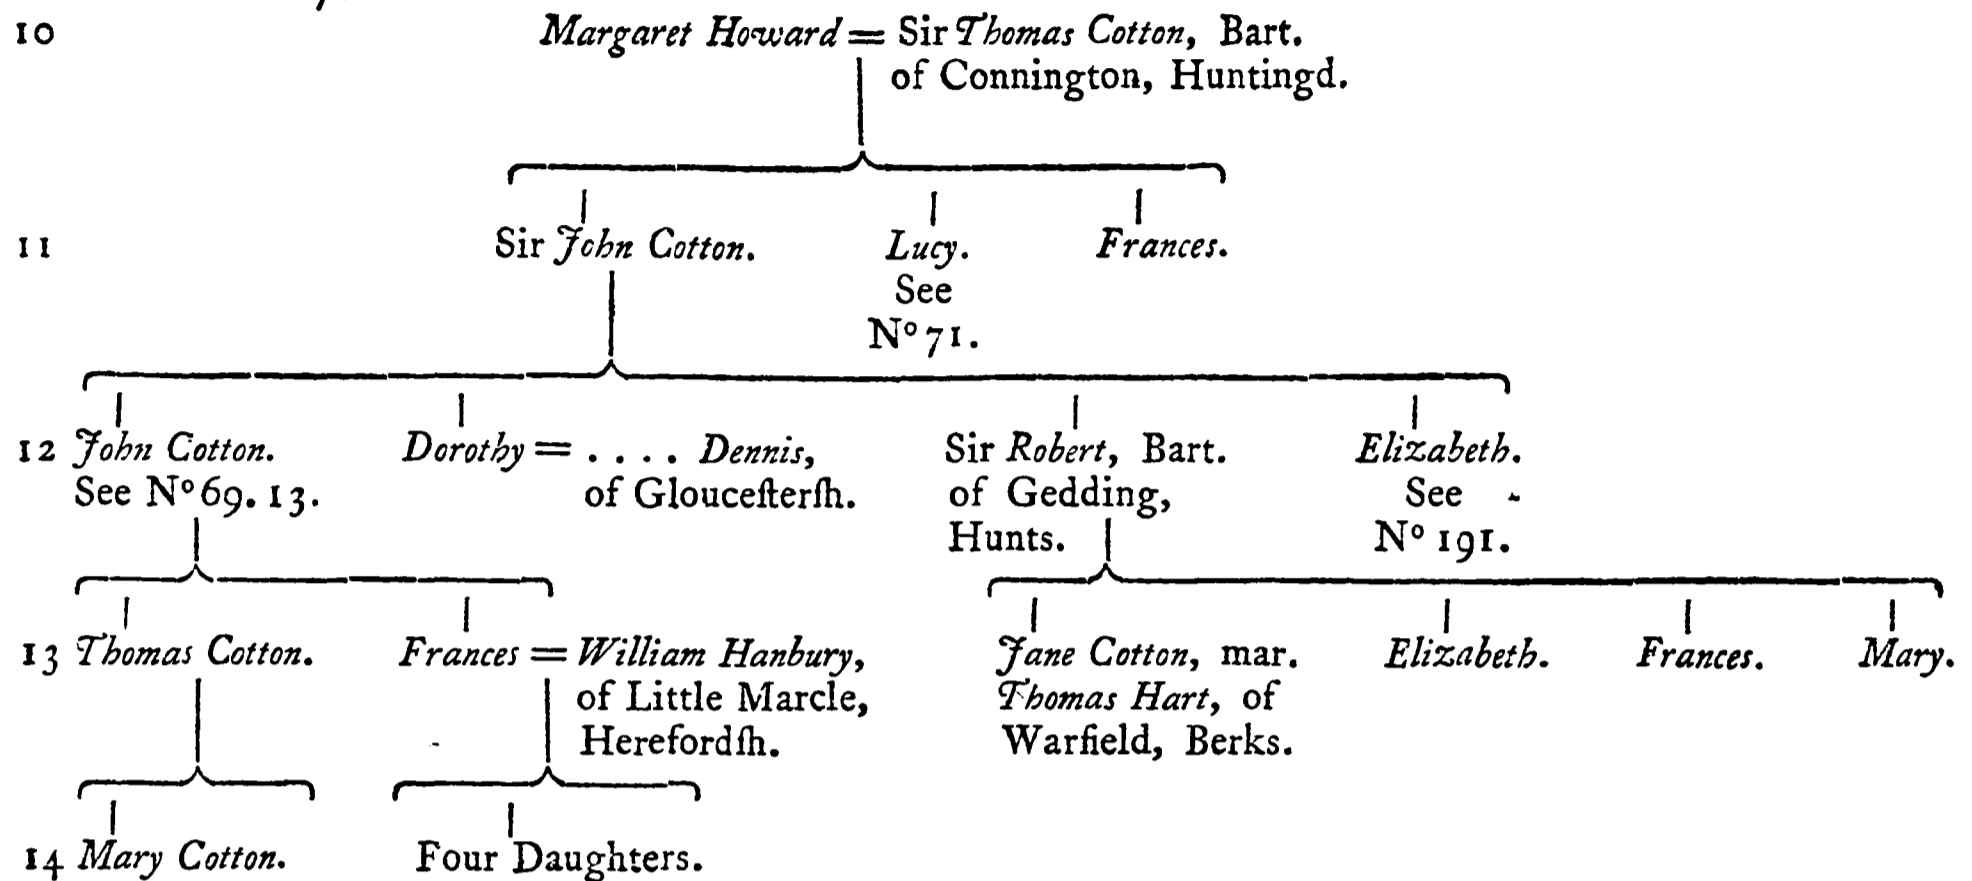 10 Margaret Howard = Sir Thomas Cotton, Bart.
of Connington, Huntingd.
11 Sir John Cotton. Lucy. Frances.
See
Nº 71.
12 John Cotton. Dorothy = . . . . Dennis, Sir Robert, Bart. Elizabeth.
See Nº 69. 13. of Glouceſterſh. of Gedding, See
Hunts. Nº 191.
13 Thomas Cotton. Frances = William Hanbury, Jane Cotton, mar. Elizabeth. Frances. Mary.
of Little Marcle, Thomas Hart, of
Herefordſh. Warfield, Berks.
14 Mary Cotton. Four Daughters.